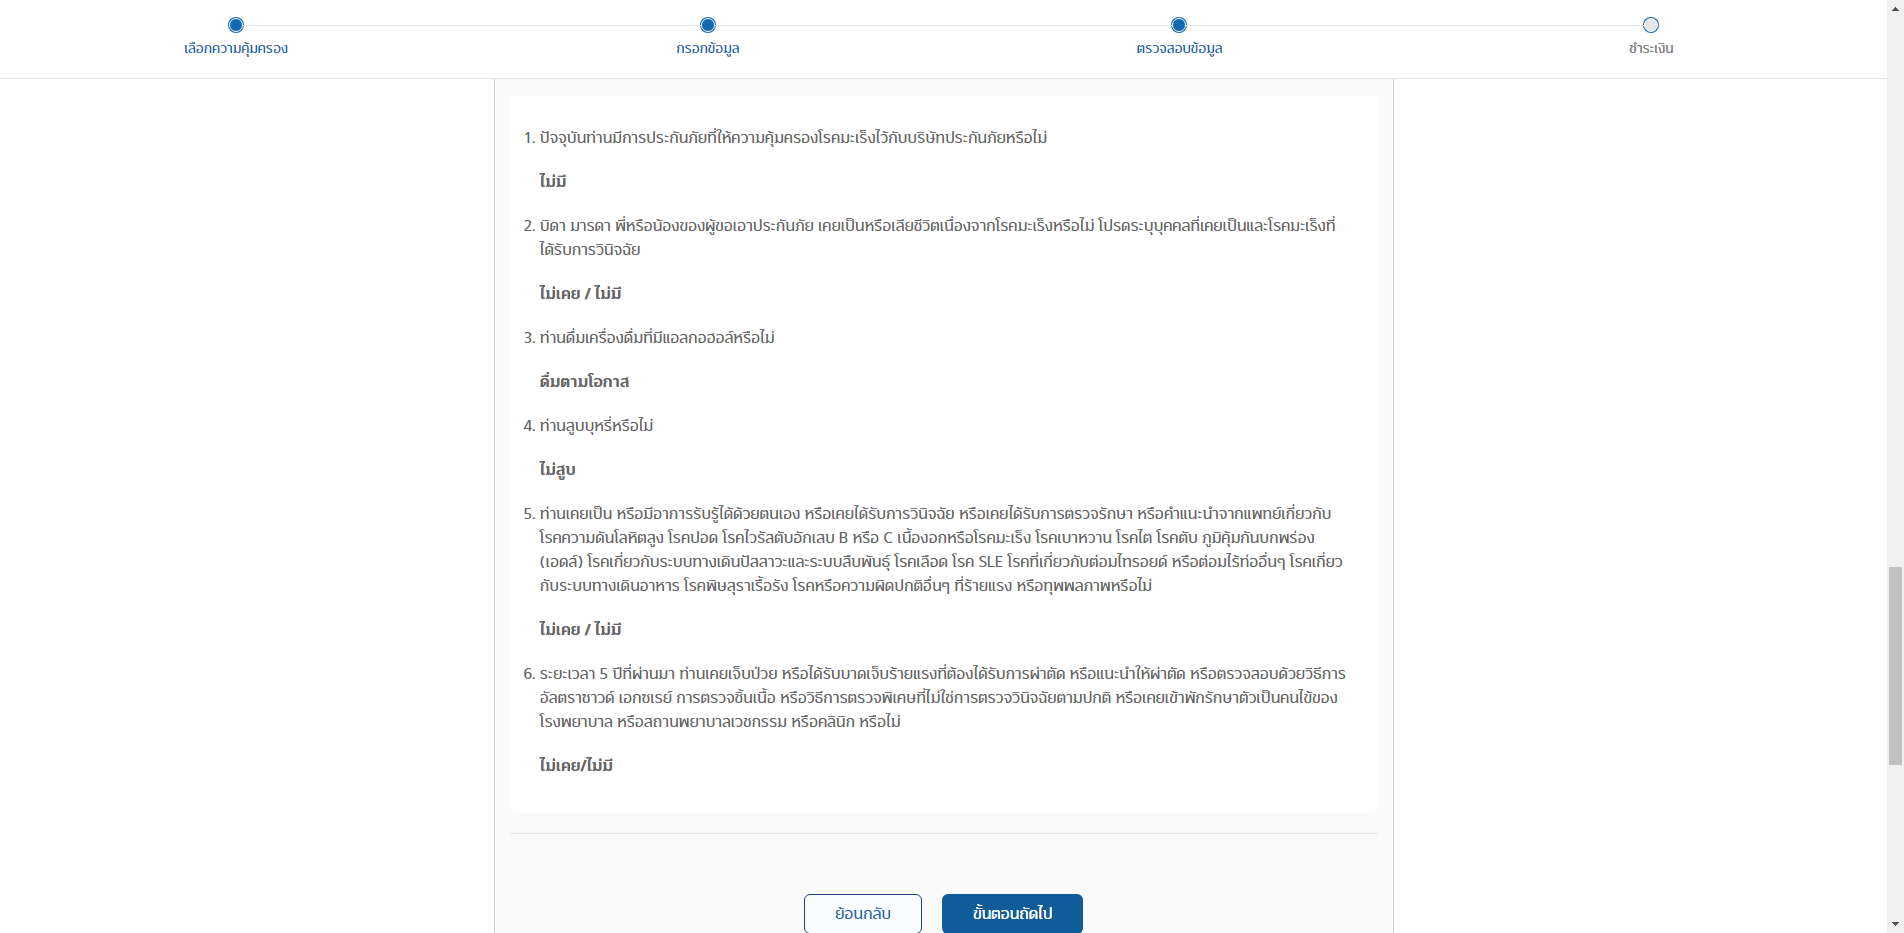 เลือกความคุ้มครอง
กรอกข้อมูล
ตรวจสอบข้อมูล
ชำระเงิน
1. ปัจจุบันท่านมีการประกันภัยที่ให้ความคุ้มครองโรคมะเร็งไว้กับบริษัทประกันภัยหรือไม่
ไม่มี
2. บิดา มารดา พี่หรือน้องของผู้ขอเอาประกันภัย เคยเป็นหรือเสียชีวิตเนื่องจากโรคมะเร็งหรือไม่ โปรดระบุบุคคลที่เคยเป็นและโรคมะเร็งที่
ได้รับการวินิจฉัย
ไม่เคย / ไม่มี
3. ท่านดื่มเครื่องดื่มที่มีแอลกอฮอล์หรือไม่
ดื่มตามโอกาส
4. ท่านสูบบุหรี่หรือไม่
ไม่สูบ
5. ท่านเคยเป็น หรือมีอาการรับรู้ได้ด้วยตนเอง หรือเคยได้รับการวินิจฉัย หรือเคยได้รับการตรวจรักษา หรือคำแนะนำจากแพทย์เกี่ยวกับ
โรคความดันโลหิตสูง โรคปอด โรคไวรัสตับอักเสบ B หรือ C เนื้องอกหรือโรคมะเร็ง โรคเบาหวาน โรคไต โรคตับ ภูมิคุ้มกันบกพร่อง
(เอดส์) โรคเกี่ยวกับระบบทางเดินปัสสาวะและระบบสืบพันธุ์ โรคเลือด โรค SLE โรคที่เกี่ยวกับต่อมไทรอยด์ หรือต่อมไร้ท่ออื่นๆ โรคเกี่ยว
กับระบบทางเดินอาหาร โรคพิษสุราเรื้อรัง โรคหรือความผิดปกติอื่นๆ ที่ร้ายแรง หรือทุพพลภาพหรือไม่
ไม่เคย / ไม่มี
6. ระยะเวลา 5 ปีที่ผ่านมา ท่านเคยเจ็บป่วย หรือได้รับบาดเจ็บร้ายแรงที่ต้องได้รับการผ่าตัด หรือแนะนำให้ผ่าตัด หรือตรวจสอบด้วยวิธีการ
อัลตราซาวด์ เอกซเรย์ การตรวจชิ้นเนื้อ หรือวิธีการตรวจพิเศษที่ไม่ใช่การตรวจวินิจฉัยตามปกติ หรือเคยเข้าพักรักษาตัวเป็นคนไข้ของ
โรงพยาบาล หรือสถานพยาบาลเวชกรรม หรือคลินิก หรือไม่
ไม่เคย/ไม่มี
ย้อนกลับ
ขั้นตอนถัดไป